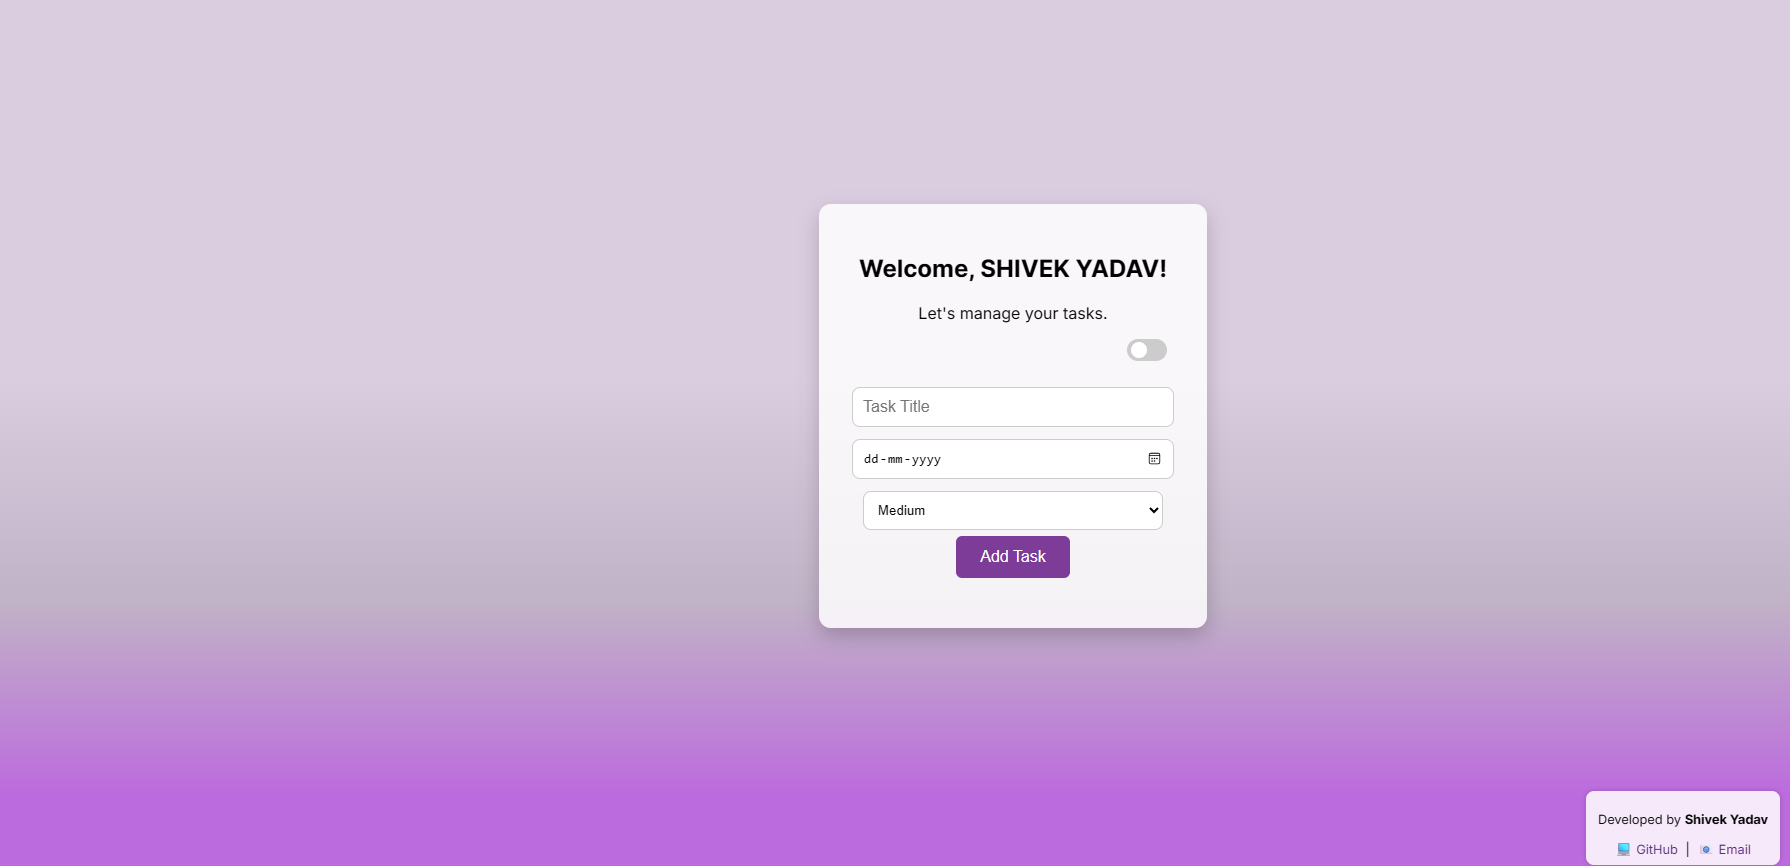 Welcome, SHIVEK YADAV!
Let's manage your tasks.
Task Title
dd-mm-yyyy
Medium
Add Task
Developed by Shivek Yadav
GitHub | Email